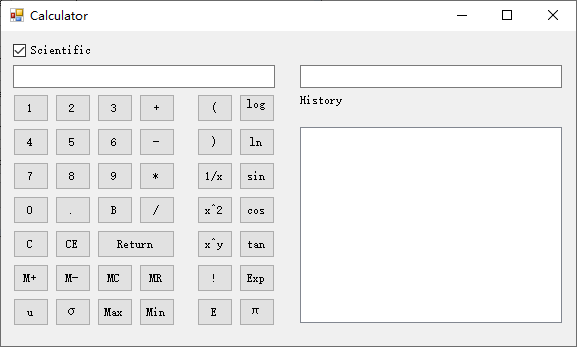 Calculator
Scientific
1 2 3 + ( log
History
4 5 6 - ) ln
7 8 9 * 1/x sin
0 . B / x^2 cos
C CE Return x^y tan
M+ M- MC MR ! Exp
u σ Max Min E π